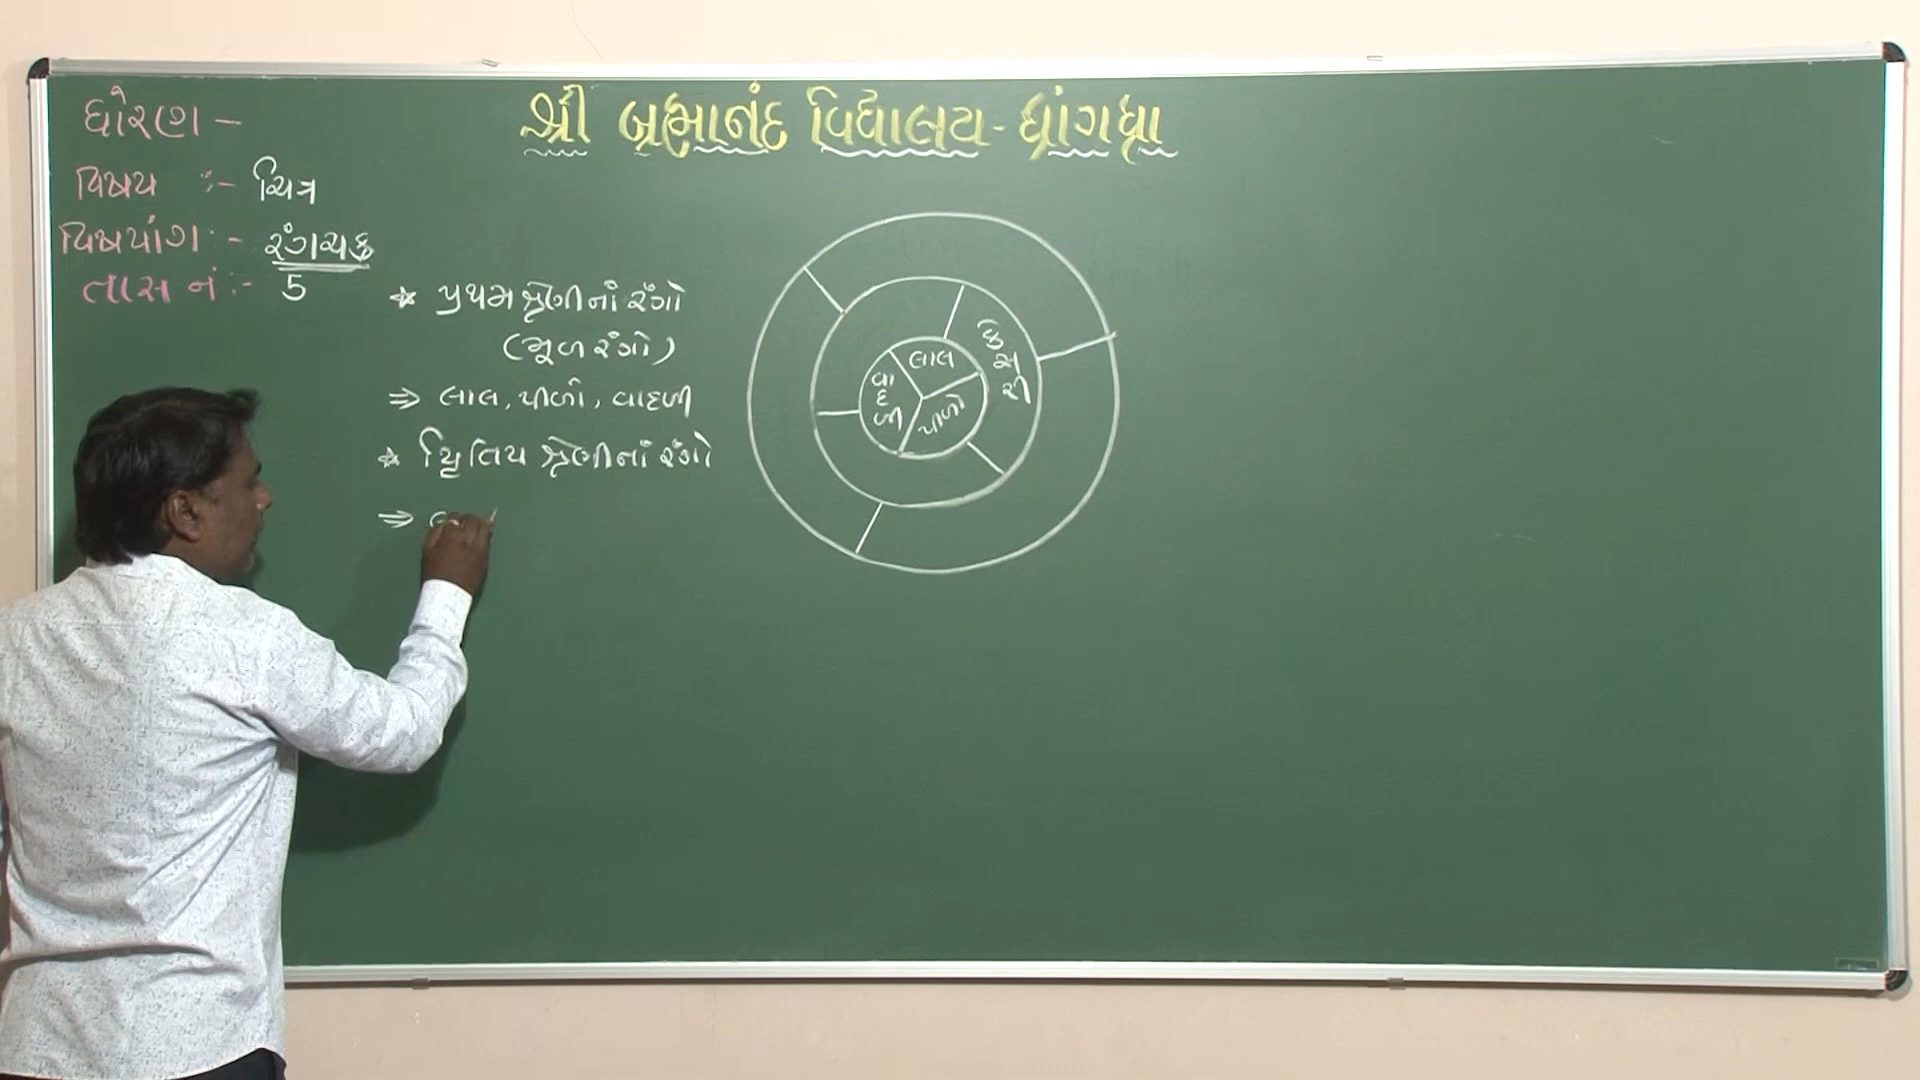 શ્રી બ્રહ્માનંદ વિદ્યાલય - ધ્રાંગધ્રા
ધોરણ -
વિષય :- ચિત્ર
વિષયાંગ :- રંગચક્ર
તાસ નં :- 5
* પ્રથમ શ્રેણીનાં રંગો
(મૂળ રંગો)
⇒ લાલ, પીળો, વાદળી
* દ્વિતિય શ્રેણીનાં રંગો
⇒
લાલ
વાદળી
પીળો
કેસરી